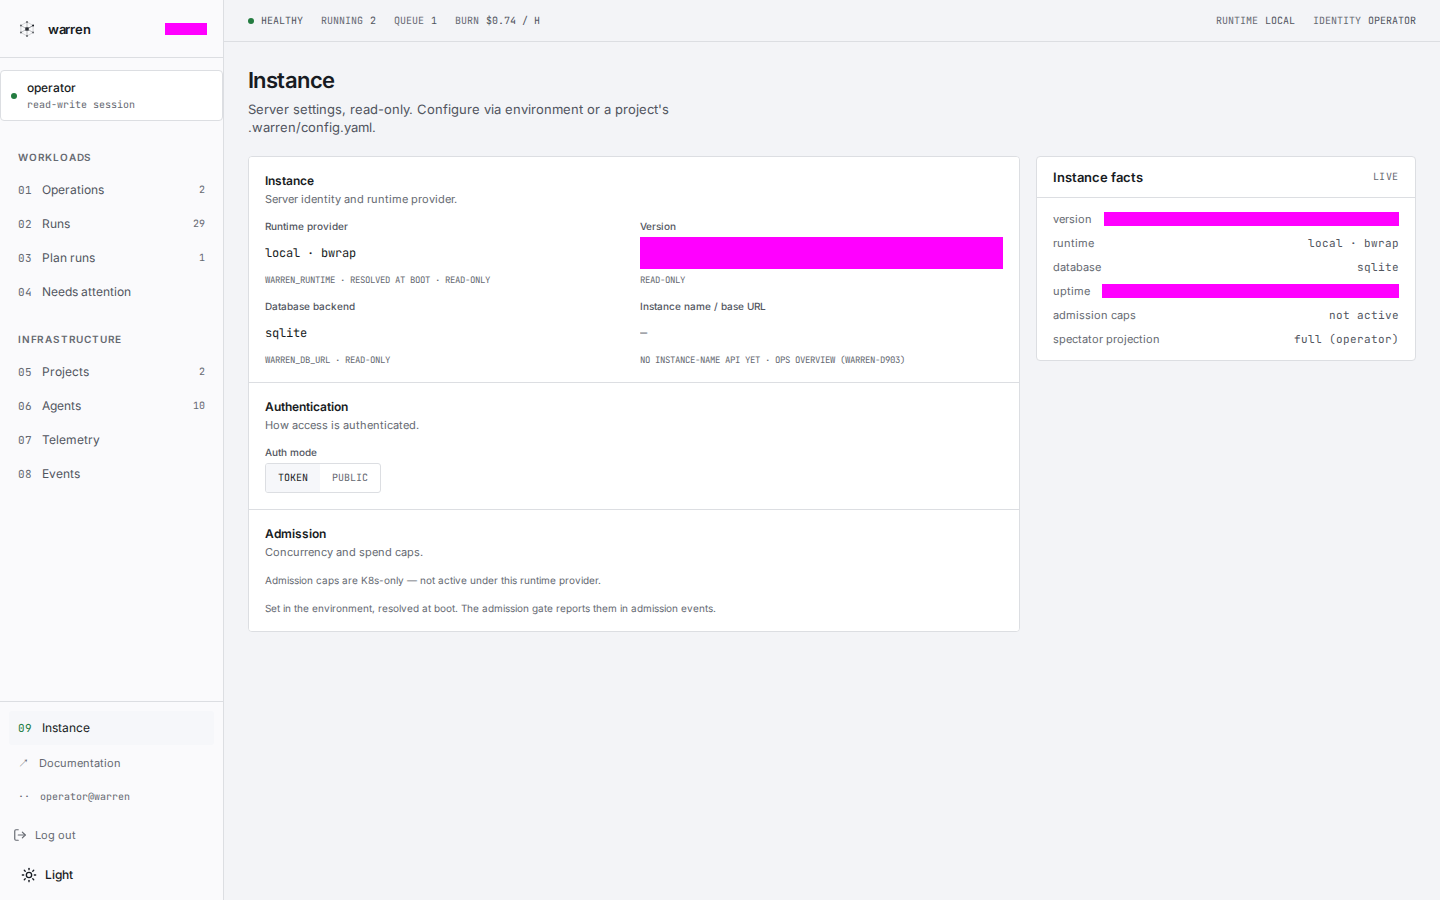 warren
operator
read-write session
WORKLOADS
01 Operations 2
02 Runs 29
03 Plan runs 1
04 Needs attention
INFRASTRUCTURE
05 Projects 2
06 Agents 10
07 Telemetry
08 Events
09 Instance
Documentation
operator@warren
Log out
Light
HEALTHY RUNNING 2 QUEUE 1 BURN $0.74 / H
RUNTIME LOCAL IDENTITY OPERATOR
Instance
Server settings, read-only. Configure via environment or a project's
.warren/config.yaml.
Instance
Server identity and runtime provider.
Runtime provider
local · bwrap
WARREN_RUNTIME · RESOLVED AT BOOT · READ-ONLY
Version
READ-ONLY
Database backend
sqlite
WARREN_DB_URL · READ-ONLY
Instance name / base URL
—
NO INSTANCE-NAME API YET · OPS OVERVIEW (WARREN-D903)
Authentication
How access is authenticated.
Auth mode
TOKEN PUBLIC
Admission
Concurrency and spend caps.
Admission caps are K8s-only — not active under this runtime provider.
Set in the environment, resolved at boot. The admission gate reports them in admission events.
Instance facts LIVE
version
runtime local · bwrap
database sqlite
uptime
admission caps not active
spectator projection full (operator)